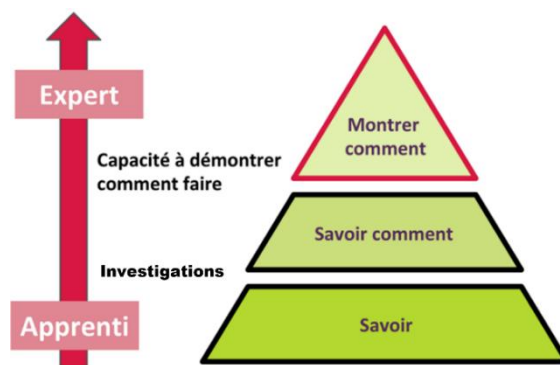 Expert
Montrer
comment
Capacité à démontrer
comment faire
Savoir comment
Investigations
Apprenti
Savoir